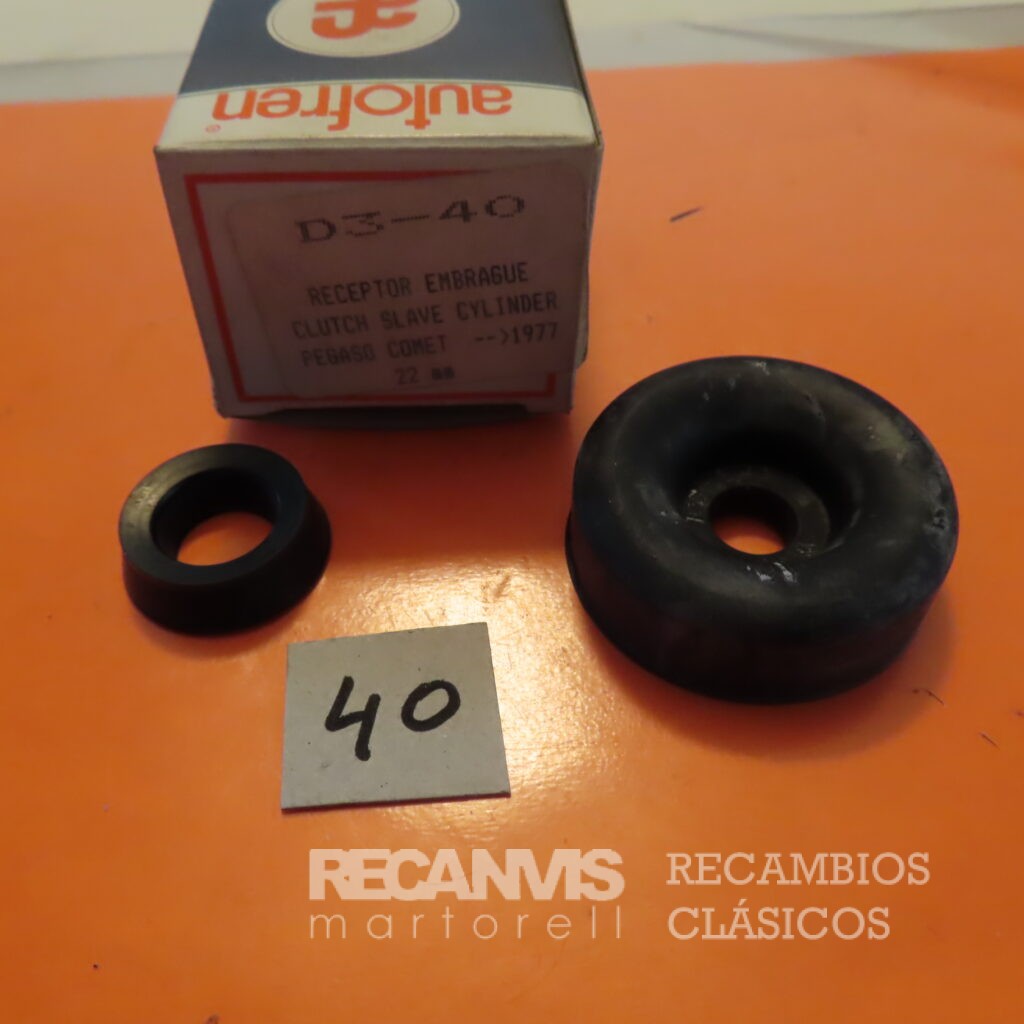 autofren®
D3-40
RECEPTOR EMBRAGUE
CLUTCH SLAVE CYLINDER
PEGASO COMET -->1977
22 mm
40
RECANVIS
martorell
RECAMBIOS
CLÁSICOS